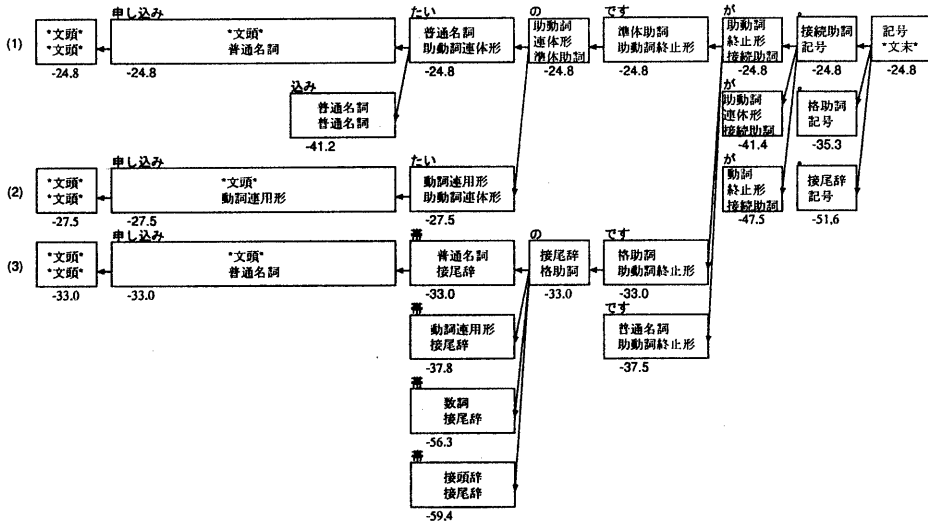 申し込み たい の です が 。
(1) *文頭* *文頭* 普通名詞 助動詞 準体助詞 助動詞 接続助詞 記号
*文頭* 普通名詞 助動詞連体形 連体形 助動詞終止形 終止形 記号 *文末*
準体助詞 接続助詞
-24.8 -24.8 -24.8 -24.8 -24.8 -24.8 -24.8 -24.8
込み が 。
普通名詞 助動詞 格助詞
普通名詞 連体形 記号
接続助詞
-41.2 -41.4 -35.3
申し込み たい が 。
(2) *文頭* *文頭* 動詞連用形 動詞 接尾辞
*文頭* 動詞連用形 助動詞連体形 終止形 記号
接続助詞
-27.5 -27.5 -27.5 -47.5 -51.6
申し込み 帯 の です
(3) *文頭* *文頭* 普通名詞 接尾辞 格助詞
*文頭* 普通名詞 接尾辞 格助詞 助動詞終止形
-33.0 -33.0 -33.0 -33.0 -33.0
帯 です
動詞連用形 普通名詞
接尾辞 助動詞終止形
-37.8 -37.5
帯
数詞
接尾辞
-56.3
帯
接頭辞
接尾辞
-59.4